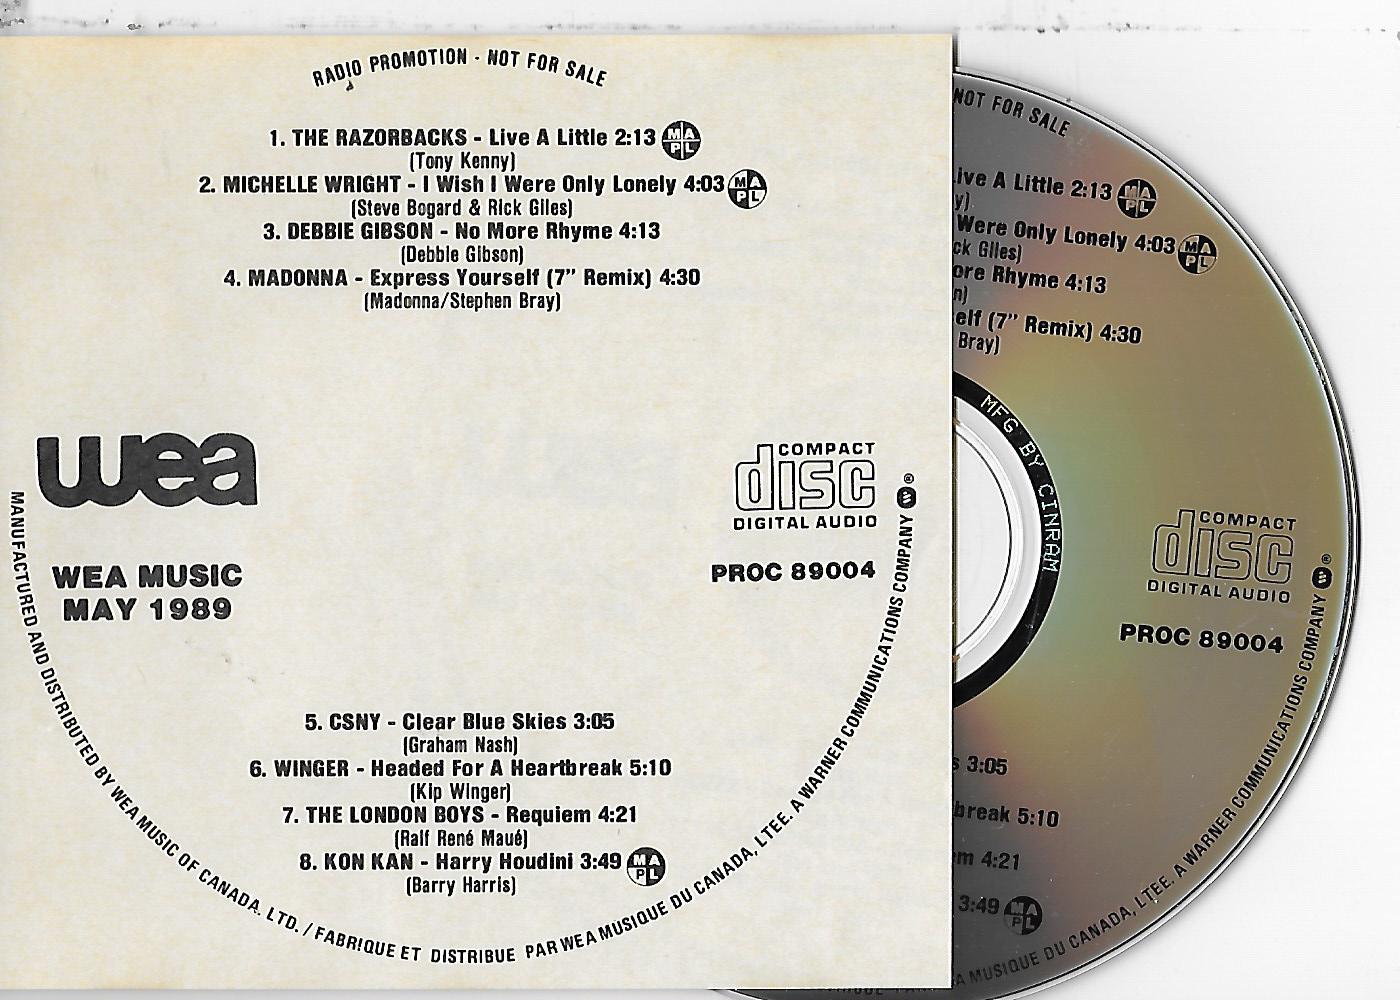 RADIO PROMOTION - NOT FOR SALE
1. THE RAZORBACKS - Live A Little 2:13 MAPL
(Tony Kenny)
2. MICHELLE WRIGHT - I Wish I Were Only Lonely 4:03 MAPL
(Steve Bogard & Rick Giles)
3. DEBBIE GIBSON - No More Rhyme 4:13
(Debbie Gibson)
4. MADONNA - Express Yourself (7" Remix) 4:30
(Madonna/Stephen Bray)
wea
WEA MUSIC
MAY 1989
COMPACT
disc
DIGITAL AUDIO
PROC 89004
5. CSNY - Clear Blue Skies 3:05
(Graham Nash)
6. WINGER - Headed For A Heartbreak 5:10
(Kip Winger)
7. THE LONDON BOYS - Requiem 4:21
(Ralf René Maué)
8. KON KAN - Harry Houdini 3:49 MAPL
(Barry Harris)
MANUFACTURED AND DISTRIBUTED BY WEA MUSIC OF CANADA. LTD. / FABRIQUE ET DISTRIBUE PAR WEA MUSIQUE DU CANADA, LTEE. A WARNER COMMUNICATIONS COMPANY ®
NOT FOR SALE
Live A Little 2:13 MAPL
y)
Were Only Lonely 4:03 MAPL
ck Giles)
ore Rhyme 4:13
n)
elf (7" Remix) 4:30
Bray)
MFG BY CINRAM
COMPACT
disc
DIGITAL AUDIO
PROC 89004
s 3:05
break 5:10
m 4:21
3:49 MAPL
A MUSIQUE DU CANADA, LTEE. A WARNER COMMUNICATIONS COMPANY ®